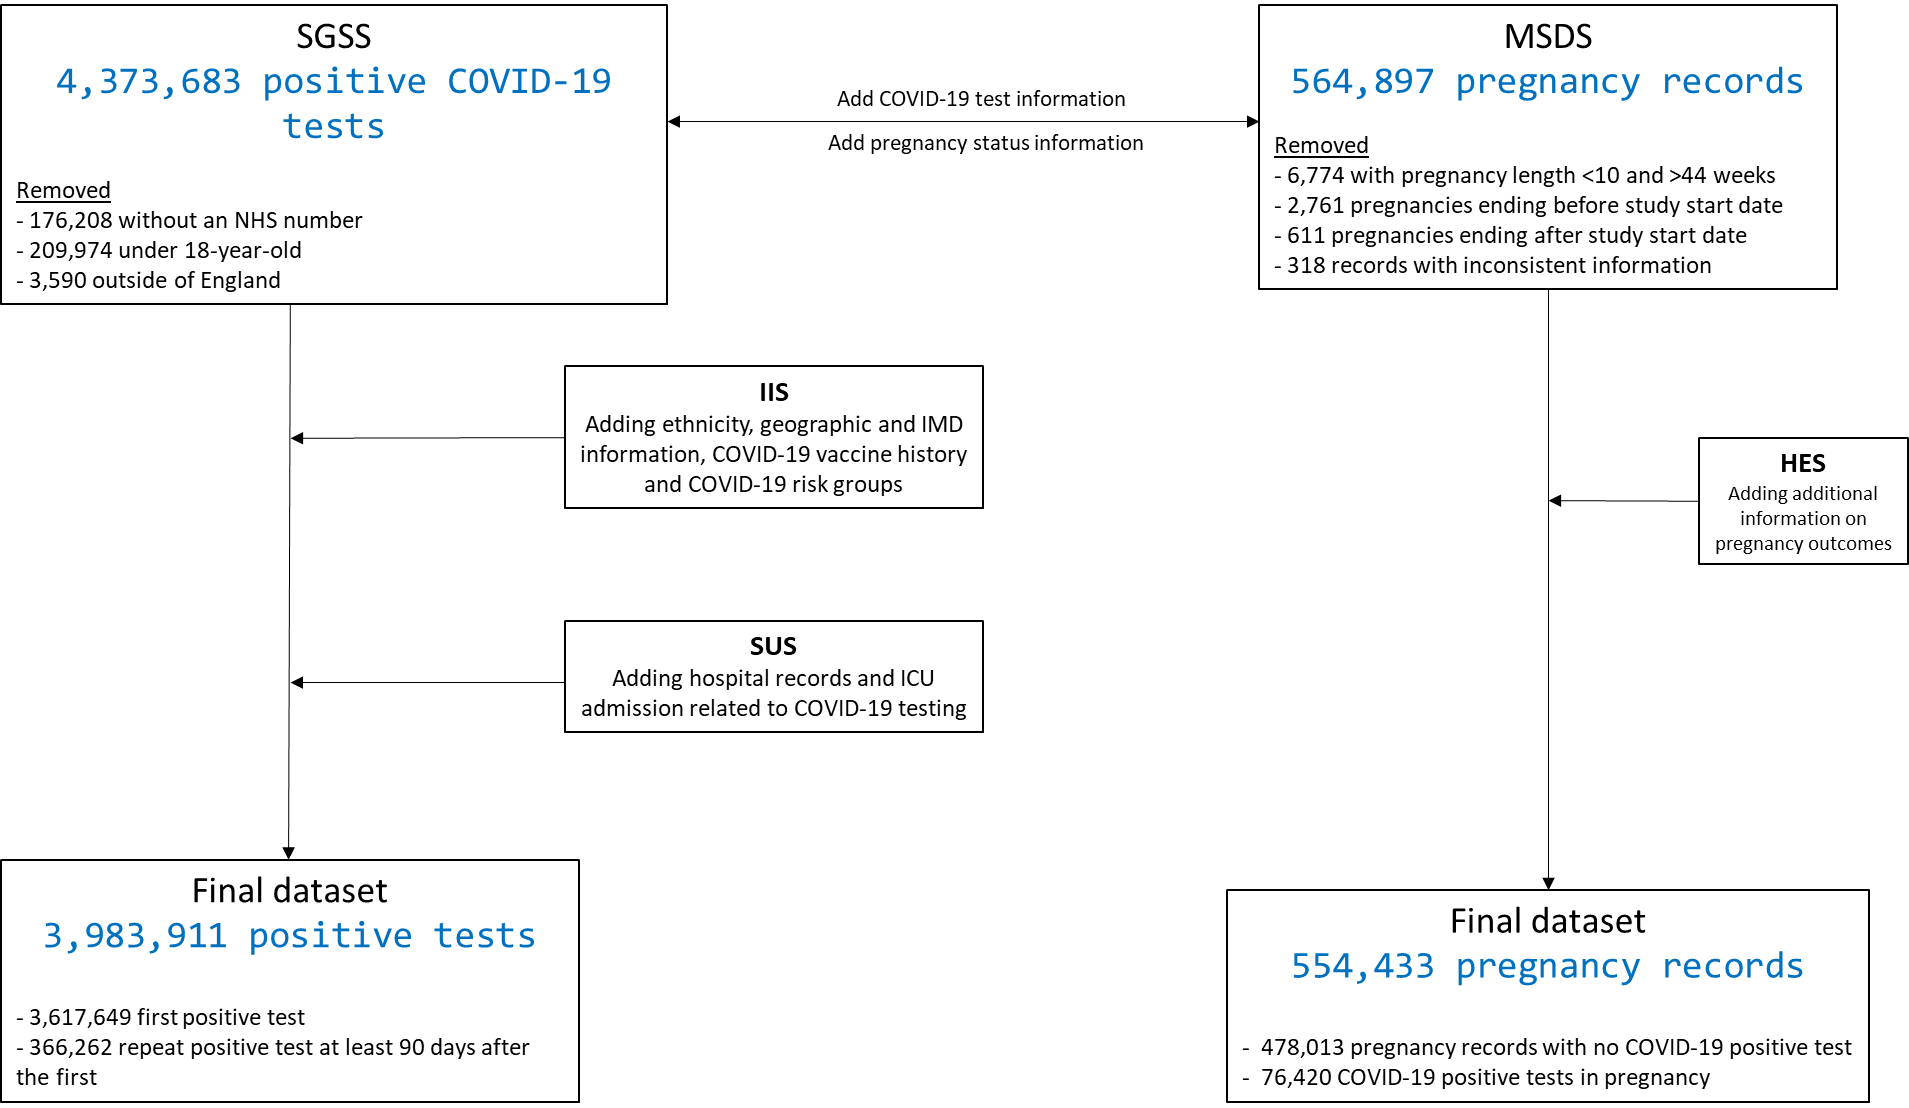 SGSS
4,373,683 positive COVID-19
tests
Removed
- 176,208 without an NHS number
- 209,974 under 18-year-old
- 3,590 outside of England
Add COVID-19 test information
Add pregnancy status information
MSDS
564,897 pregnancy records
Removed
- 6,774 with pregnancy length <10 and >44 weeks
- 2,761 pregnancies ending before study start date
- 611 pregnancies ending after study start date
- 318 records with inconsistent information
IIS
Adding ethnicity, geographic and IMD
information, COVID-19 vaccine history
and COVID-19 risk groups
HES
Adding additional
information on
pregnancy outcomes
SUS
Adding hospital records and ICU
admission related to COVID-19 testing
Final dataset
3,983,911 positive tests
- 3,617,649 first positive test
- 366,262 repeat positive test at least 90 days after
the first
Final dataset
554,433 pregnancy records
- 478,013 pregnancy records with no COVID-19 positive test
- 76,420 COVID-19 positive tests in pregnancy